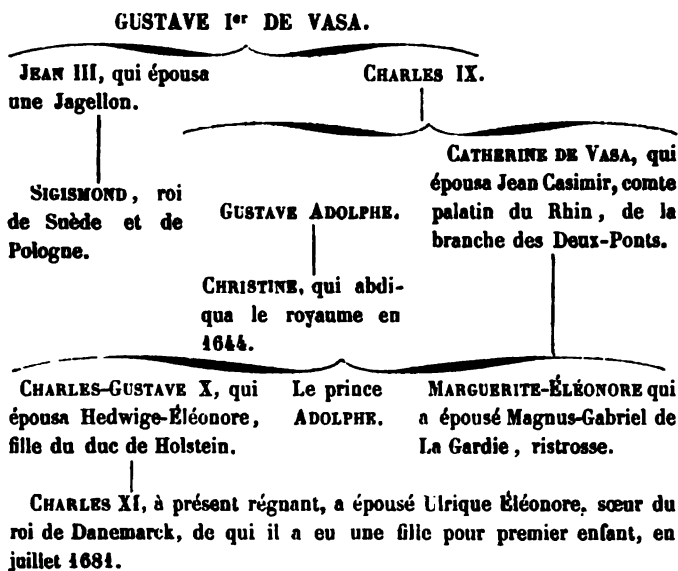 GUSTAVE Ier DE VASA.
JEAN III, qui épousa
une Jagellon.
CHARLES IX.
SIGISMOND, roi
de Suède et de
Pologne.
GUSTAVE ADOLPHE.
CATHERINE DE VASA, qui
épousa Jean Casimir, comte
palatin du Rhin, de la
branche des Deux-Ponts.
CHRISTINE, qui abdi-
qua le royaume en
1644.
CHARLES-GUSTAVE X, qui
épousa Hedwige-Éléonore,
fille du duc de Holstein.
Le prince
ADOLPHE.
MARGUERITE-ÉLÉONORE qui
a épousé Magnus-Gabriel de
La Gardie, ristrosse.
CHARLES XI, à présent régnant, a épousé Ulrique Éléonore, sœur du
roi de Danemarck, de qui il a eu une fille pour premier enfant, en
juillet 1681.